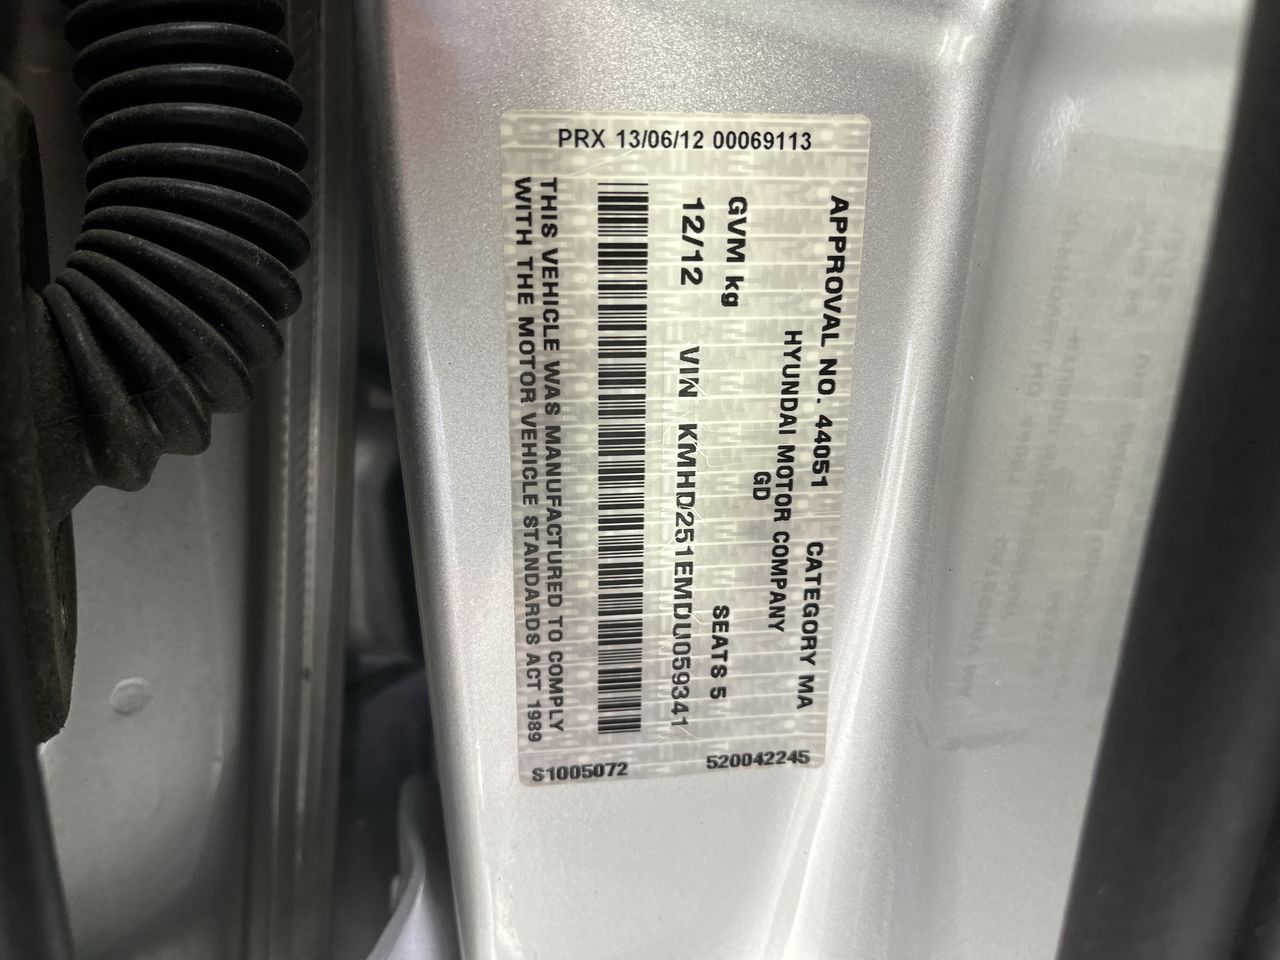 PRX 13/06/12 00069113
APPROVAL NO. 44051 CATEGORY MA
HYUNDAI MOTOR COMPANY
GD
GVM kg SEATS 5
12/12 VIN KMHD251EMDU059341
THIS VEHICLE WAS MANUFACTURED TO COMPLY
WITH THE MOTOR VEHICLE STANDARDS ACT 1989
S1005072 520042245